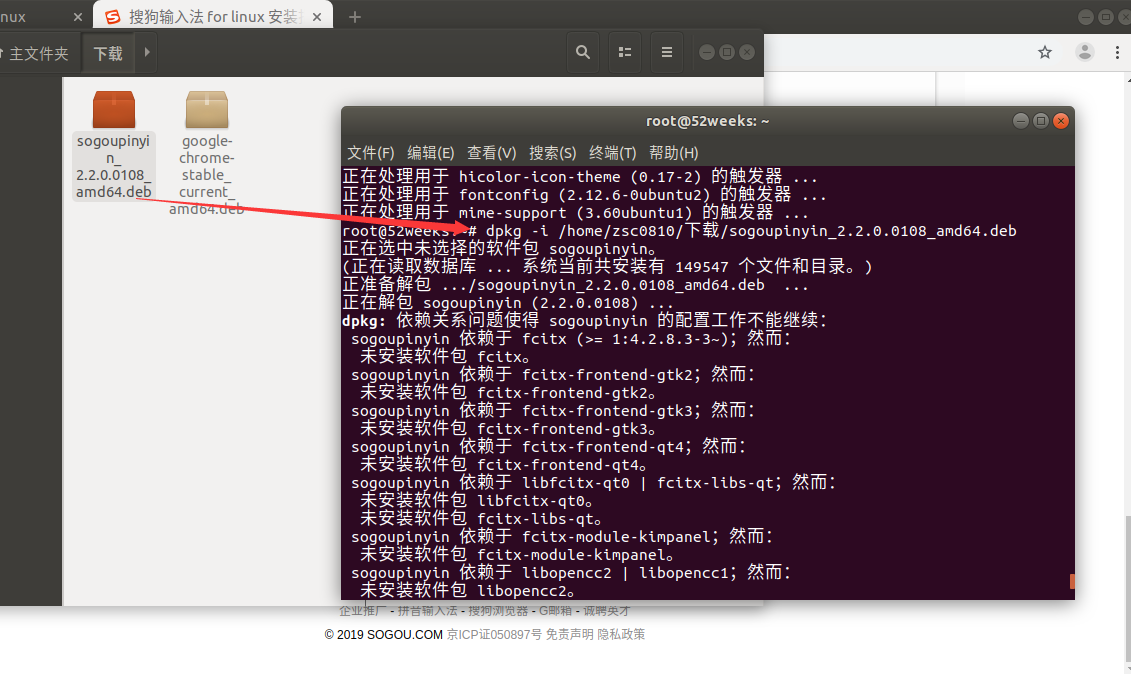 nux
搜狗输入法 for linux 安装
主文件夹
下载
sogoupinyi
n_
2.2.0.0108_
amd64.deb
google-
chrome-
stable_
current_
amd64.deb
root@52weeks: ~
文件(F) 编辑(E) 查看(V) 搜索(S) 终端(T) 帮助(H)
正在处理用于 hicolor-icon-theme (0.17-2) 的触发器 ...
正在处理用于 fontconfig (2.12.6-0ubuntu2) 的触发器 ...
正在处理用于 mime-support (3.60ubuntu1) 的触发器 ...
root@52weeks:~# dpkg -i /home/zsc0810/下载/sogoupinyin_2.2.0.0108_amd64.deb
正在选中未选择的软件包 sogoupinyin。
(正在读取数据库 ... 系统当前共安装有 149547 个文件和目录。)
正准备解包 .../sogoupinyin_2.2.0.0108_amd64.deb ...
正在解包 sogoupinyin (2.2.0.0108) ...
dpkg: 依赖关系问题使得 sogoupinyin 的配置工作不能继续：
sogoupinyin 依赖于 fcitx (>= 1:4.2.8.3-3~)；然而：
未安装软件包 fcitx。
sogoupinyin 依赖于 fcitx-frontend-gtk2；然而：
未安装软件包 fcitx-frontend-gtk2。
sogoupinyin 依赖于 fcitx-frontend-gtk3；然而：
未安装软件包 fcitx-frontend-gtk3。
sogoupinyin 依赖于 fcitx-frontend-qt4；然而：
未安装软件包 fcitx-frontend-qt4。
sogoupinyin 依赖于 libfcitx-qt0 | fcitx-libs-qt；然而：
未安装软件包 libfcitx-qt0。
未安装软件包 fcitx-libs-qt。
sogoupinyin 依赖于 fcitx-module-kimpanel；然而：
未安装软件包 fcitx-module-kimpanel。
sogoupinyin 依赖于 libopencc2 | libopencc1；然而：
未安装软件包 libopencc2。
企业推广 - 拼音输入法 - 搜狗浏览器 - G邮箱 - 诚聘英才
© 2019 SOGOU.COM 京ICP证050897号 免责声明 隐私政策